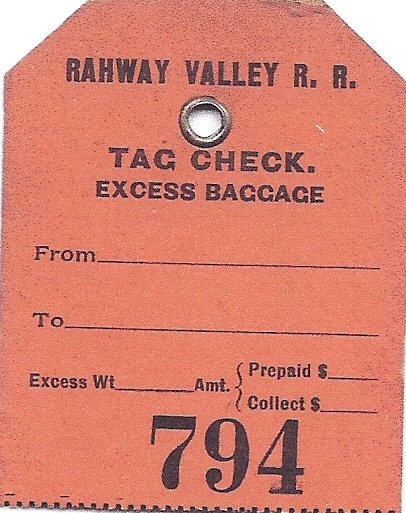 RAHWAY VALLEY R. R.
TAG CHECK.
EXCESS BAGGAGE
From
To
Excess Wt Amt. { Prepaid $
Collect $
794